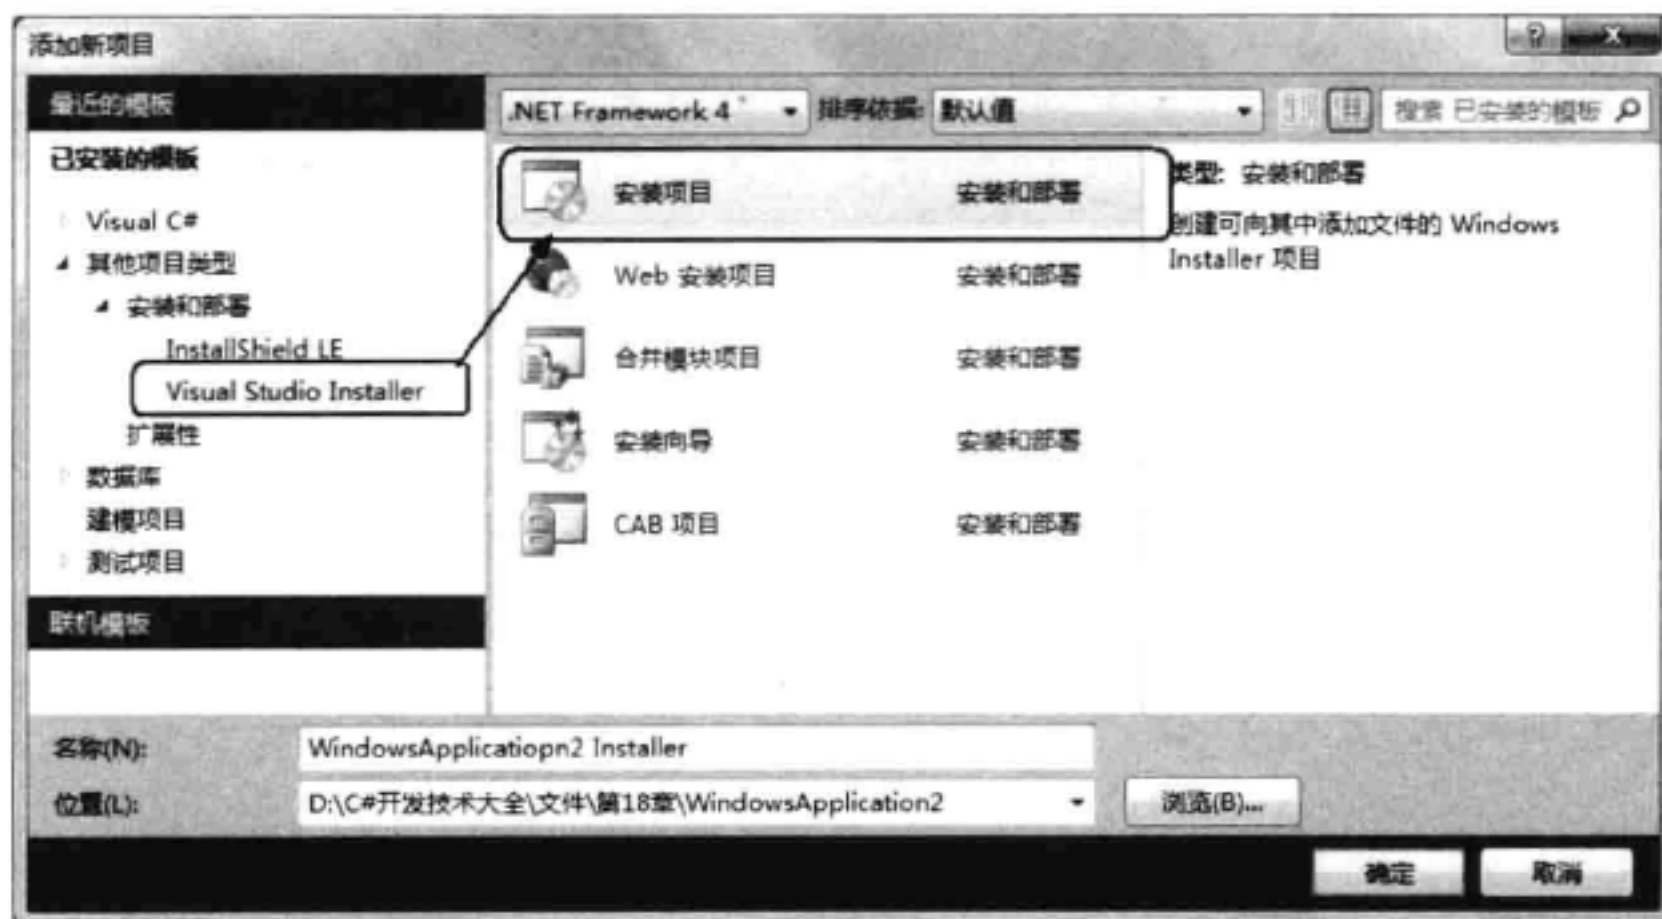 添加新项目
最近的模板
.NET Framework 4
排序依据: 默认值
搜索 已安装的模板
已安装的模板
Visual C#
其他项目类型
安装和部署
InstallShield LE
Visual Studio Installer
扩展性
数据库
建模项目
测试项目
联机模板
安装项目 安装和部署
Web 安装项目 安装和部署
合并模块项目 安装和部署
安装向导 安装和部署
CAB 项目 安装和部署
类型: 安装和部署
创建可向其中添加文件的 Windows
Installer 项目
名称(N): WindowsApplicatiopn2 Installer
位置(L): D:\C#开发技术大全\文件\第18章\WindowsApplication2
浏览(B)...
确定 取消